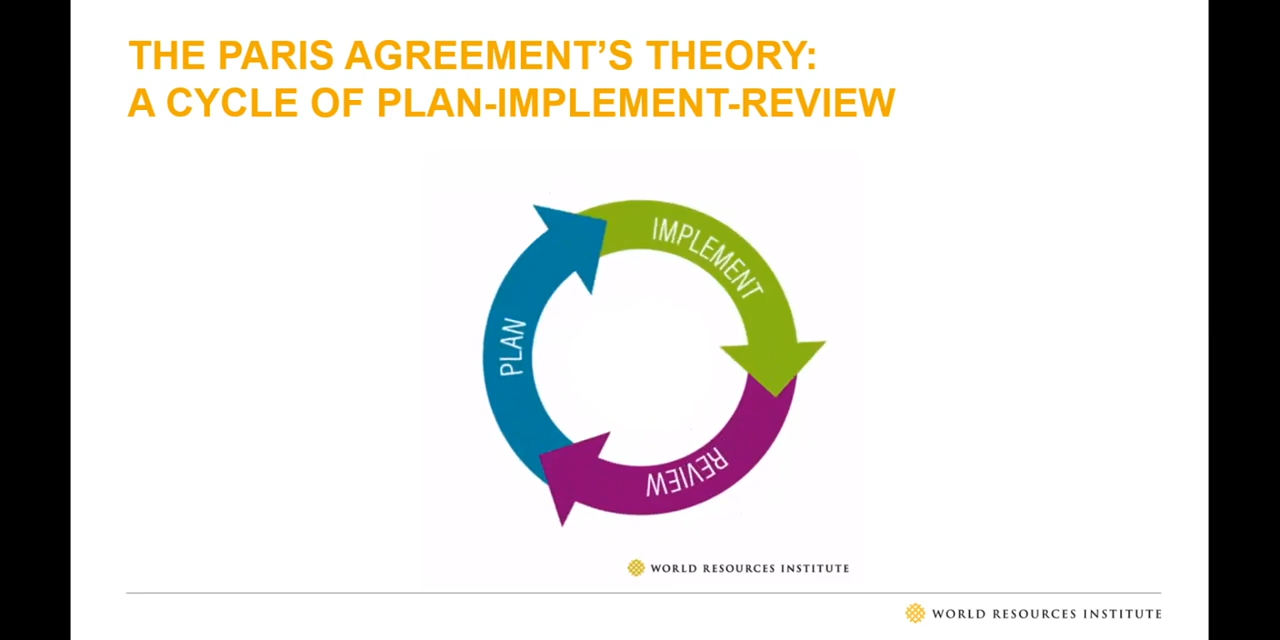 THE PARIS AGREEMENT’S THEORY:
A CYCLE OF PLAN-IMPLEMENT-REVIEW
IMPLEMENT
PLAN
REVIEW
WORLD RESOURCES INSTITUTE
WORLD RESOURCES INSTITUTE